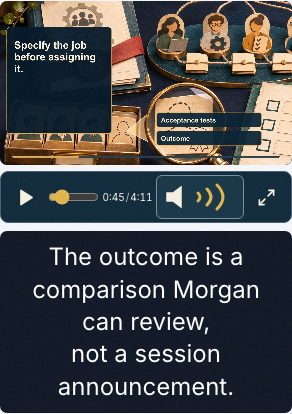 Specify the job
before assigning
it.
Acceptance tests
Outcome
0:45/4:11
The outcome is a
comparison Morgan
can review,
not a session
announcement.